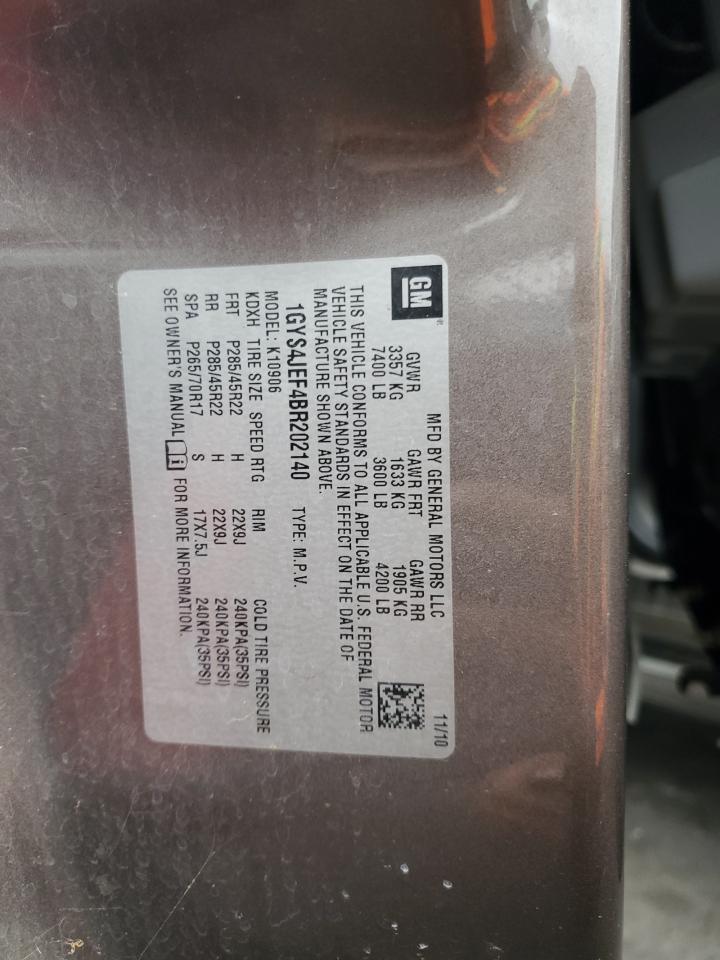 GM
MFD BY GENERAL MOTORS LLC 11/10
GVWR GAWR FRT GAWR RR
3357 KG 1633 KG 1905 KG
7400 LB 3600 LB 4200 LB
THIS VEHICLE CONFORMS TO ALL APPLICABLE U.S. FEDERAL MOTOR
VEHICLE SAFETY STANDARDS IN EFFECT ON THE DATE OF
MANUFACTURE SHOWN ABOVE.
1GYS4JEF4BR202140 TYPE: M.P.V.
MODEL: K10906
KDXH TIRE SIZE SPEED RTG RIM COLD TIRE PRESSURE
FRT P285/45R22 H 22X9J 240KPA(35PSI)
RR P285/45R22 H 22X9J 240KPA(35PSI)
SPA P265/70R17 S 17X7.5J 240KPA(35PSI)
SEE OWNER'S MANUAL i FOR MORE INFORMATION.